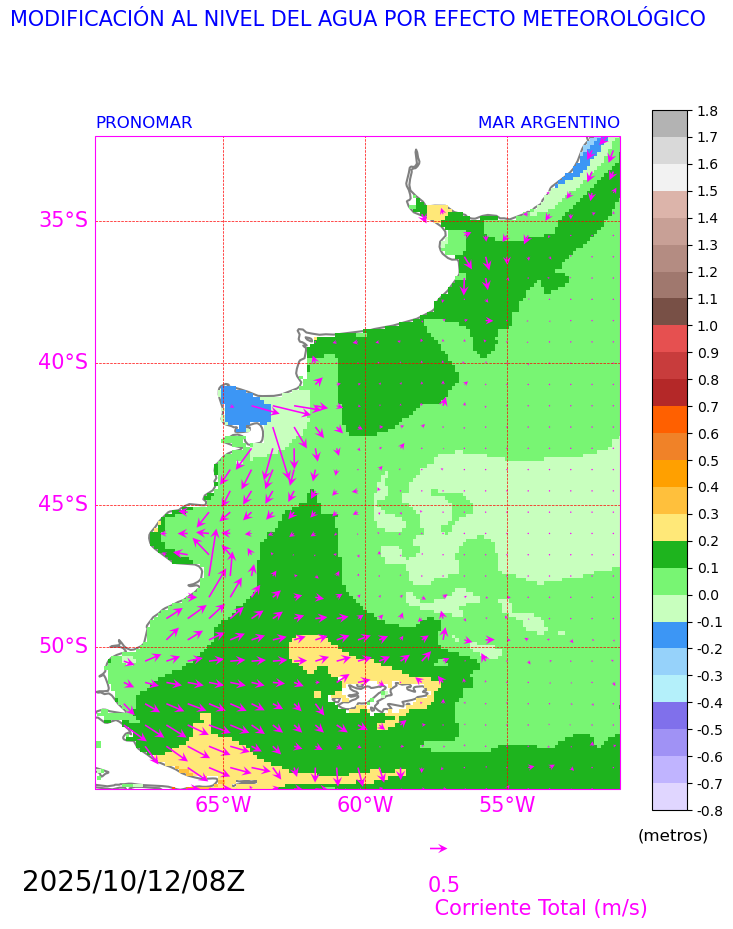 MODIFICACIÓN AL NIVEL DEL AGUA POR EFECTO METEOROLÓGICO
PRONOMAR
MAR ARGENTINO
35°S
40°S
45°S
50°S
65°W
60°W
55°W
1.8
1.7
1.6
1.5
1.4
1.3
1.2
1.1
1.0
0.9
0.8
0.7
0.6
0.5
0.4
0.3
0.2
0.1
0.0
-0.1
-0.2
-0.3
-0.4
-0.5
-0.6
-0.7
-0.8
(metros)
2025/10/12/08Z
0.5
Corriente Total (m/s)